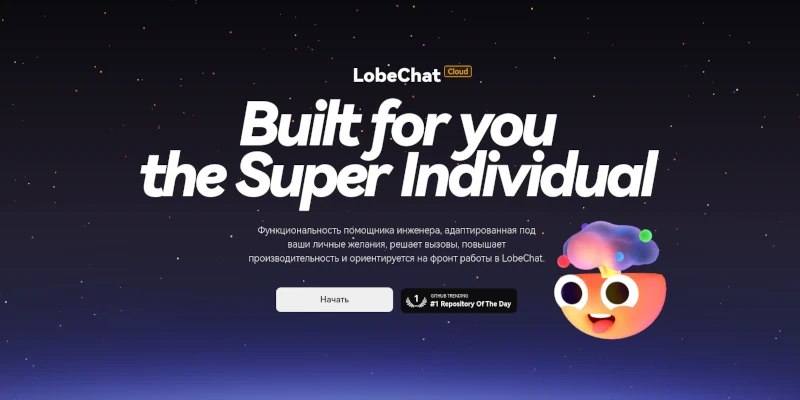 LobeChat Cloud
Built for you
the Super Individual
Функциональность помощника инженера, адаптированная под
ваши личные желания, решает вызовы, повышает
производительность и ориентируется на фронт работы в LobeChat.
Начать
1
GITHUB TRENDING
#1 Repository Of The Day